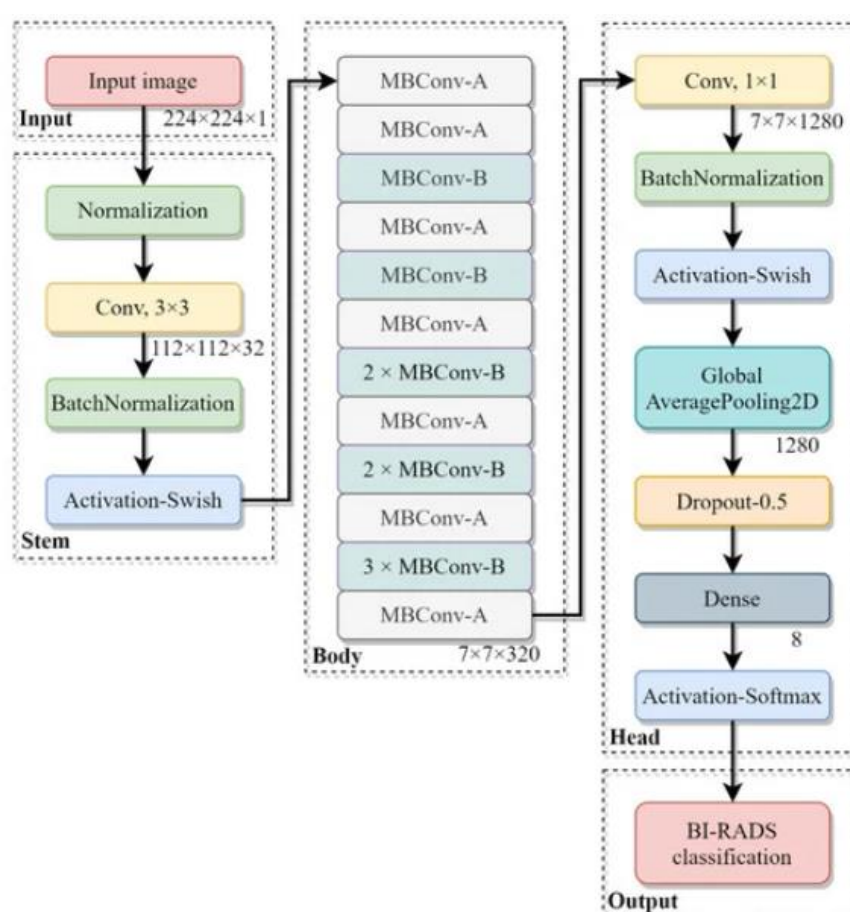 Input image
Input
224×224×1
Normalization
Conv, 3×3
112×112×32
BatchNormalization
Activation-Swish
Stem
MBConv-A
MBConv-A
MBConv-B
MBConv-A
MBConv-B
MBConv-A
2 × MBConv-B
MBConv-A
2 × MBConv-B
MBConv-A
3 × MBConv-B
MBConv-A
Body
7×7×320
Conv, 1×1
7×7×1280
BatchNormalization
Activation-Swish
Global
AveragePooling2D
1280
Dropout-0.5
Dense
8
Activation-Softmax
Head
BI-RADS
classification
Output